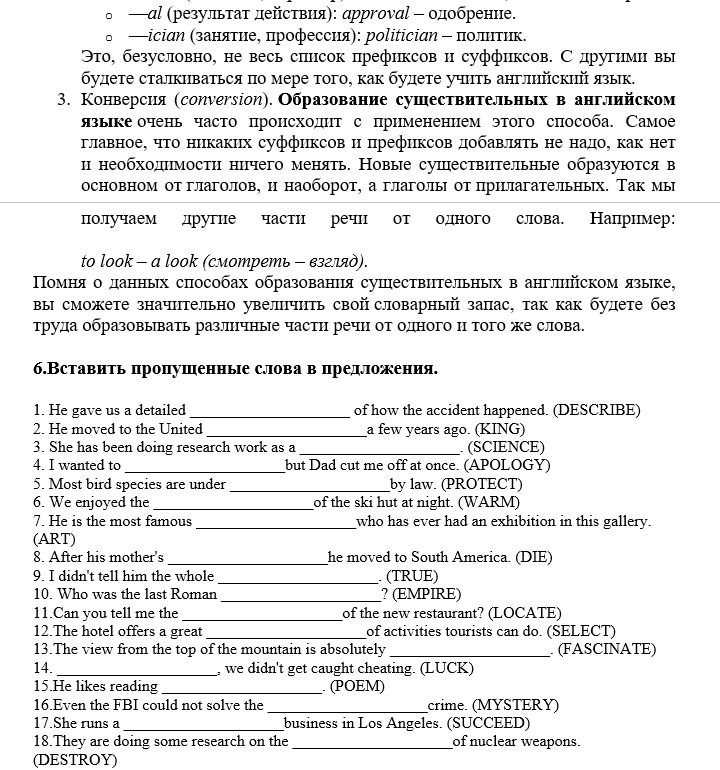 ○ —al (результат действия): approval – одобрение.
○ —ician (занятие, профессия): politician – политик.
Это, безусловно, не весь список префиксов и суффиксов. С другими вы
будете сталкиваться по мере того, как будете учить английский язык.
3. Конверсия (conversion). Образование существительных в английском
языке очень часто происходит с применением этого способа. Самое
главное, что никаких суффиксов и префиксов добавлять не надо, как нет
и необходимости ничего менять. Новые существительные образуются в
основном от глаголов, и наоборот, а глаголы от прилагательных. Так мы
получаем другие части речи от одного слова. Например:
to look – a look (смотреть – взгляд).
Помня о данных способах образования существительных в английском языке,
вы сможете значительно увеличить свой словарный запас, так как будете без
труда образовывать различные части речи от одного и того же слова.
6.Вставить пропущенные слова в предложения.
1. He gave us a detailed ____________________ of how the accident happened. (DESCRIBE)
2. He moved to the United ____________________a few years ago. (KING)
3. She has been doing research work as a ____________________. (SCIENCE)
4. I wanted to ____________________but Dad cut me off at once. (APOLOGY)
5. Most bird species are under ____________________by law. (PROTECT)
6. We enjoyed the ____________________of the ski hut at night. (WARM)
7. He is the most famous ____________________who has ever had an exhibition in this gallery.
(ART)
8. After his mother's ____________________he moved to South America. (DIE)
9. I didn't tell him the whole ____________________. (TRUE)
10. Who was the last Roman ____________________? (EMPIRE)
11.Can you tell me the ____________________of the new restaurant? (LOCATE)
12.The hotel offers a great ____________________of activities tourists can do. (SELECT)
13.The view from the top of the mountain is absolutely ____________________. (FASCINATE)
14. ____________________, we didn't get caught cheating. (LUCK)
15.He likes reading ____________________. (POEM)
16.Even the FBI could not solve the ____________________crime. (MYSTERY)
17.She runs a ____________________business in Los Angeles. (SUCCEED)
18.They are doing some research on the ____________________of nuclear weapons.
(DESTROY)